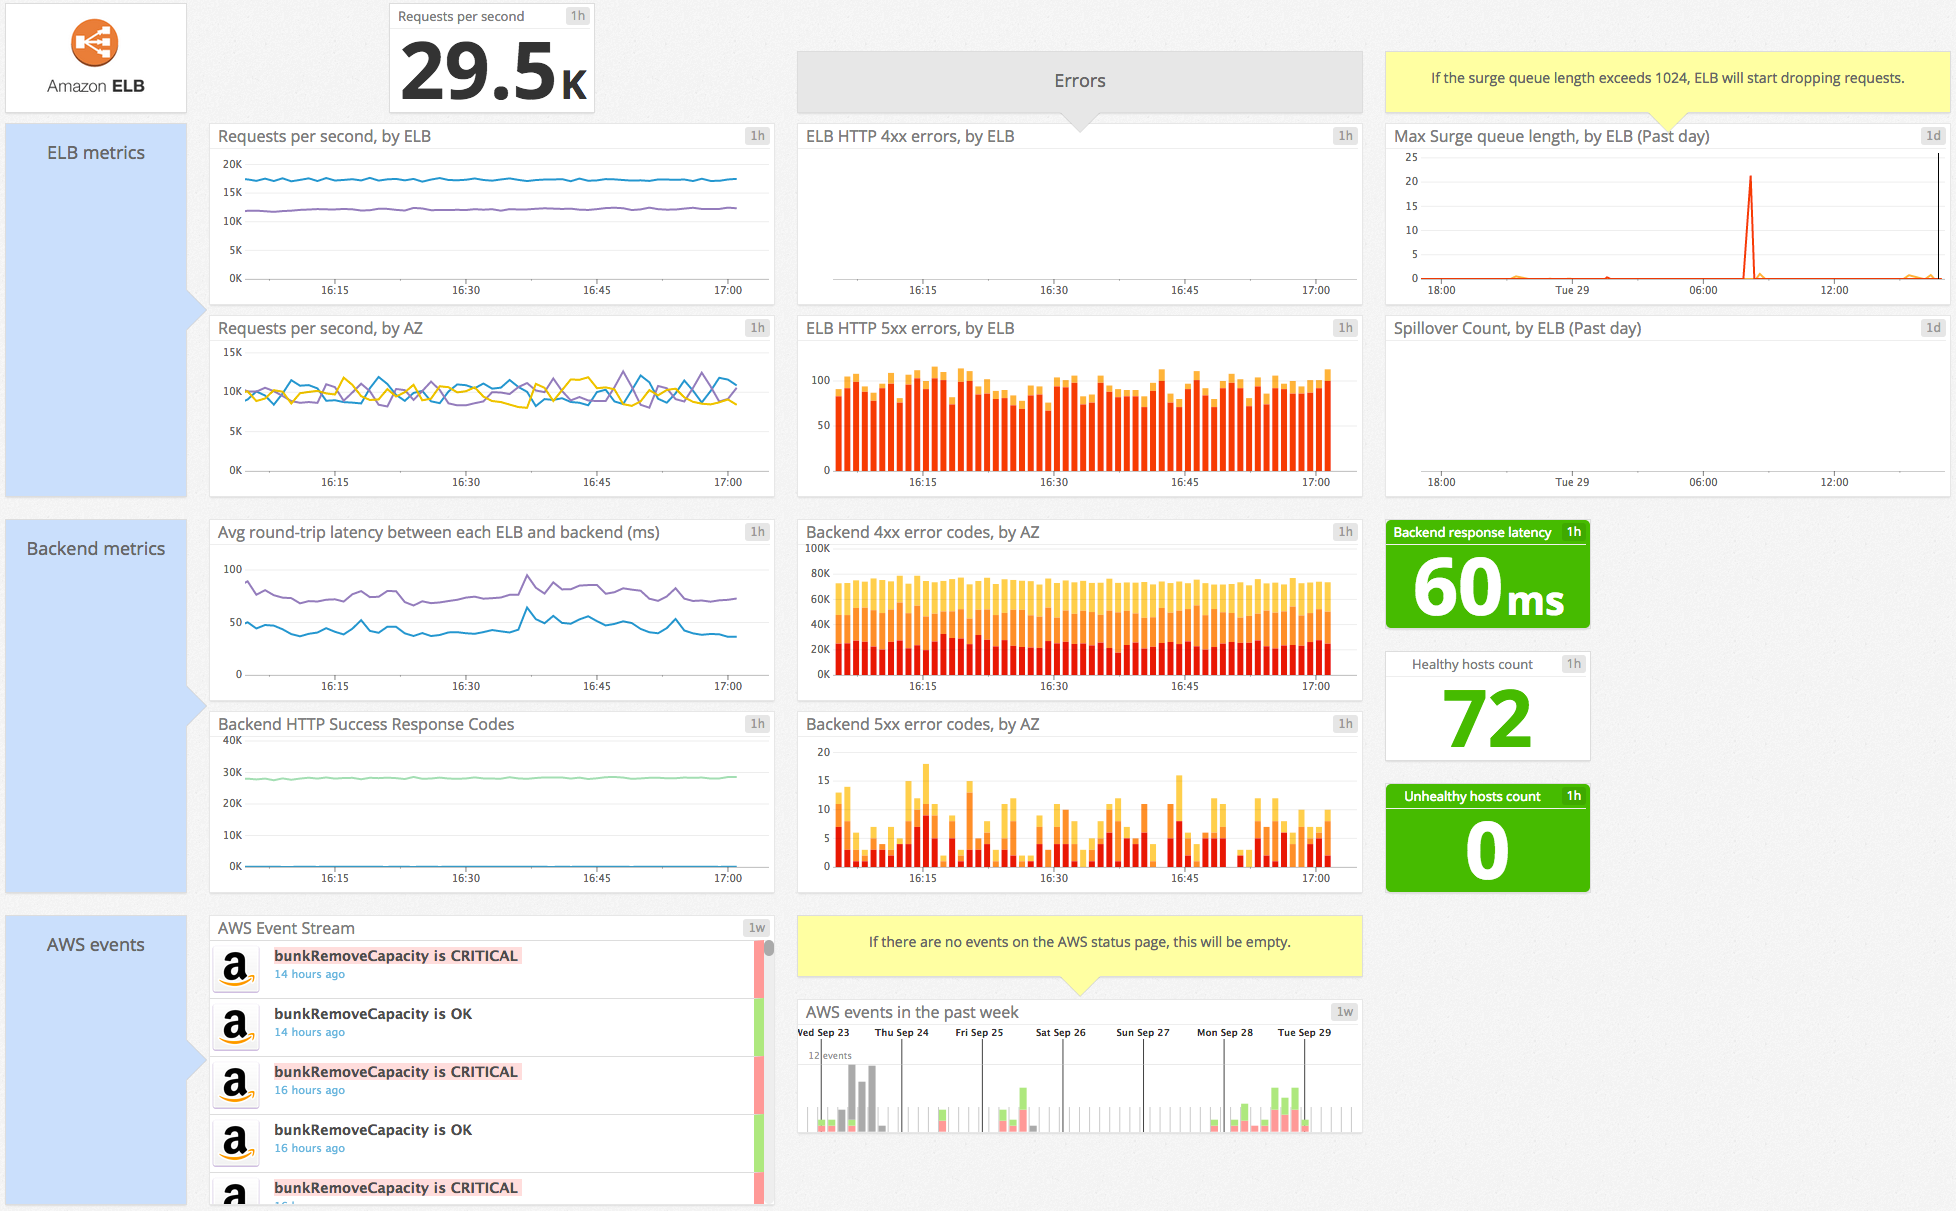 Amazon ELB
Requests per second 1h
29.5K
Errors
If the surge queue length exceeds 1024, ELB will start dropping requests.
ELB metrics
Requests per second, by ELB 1h
20K
15K
10K
5K
0K
16:15 16:30 16:45 17:00
ELB HTTP 4xx errors, by ELB 1h
16:15 16:30 16:45 17:00
Max Surge queue length, by ELB (Past day) 1d
25
20
15
10
5
0
18:00 Tue 29 06:00 12:00
Requests per second, by AZ 1h
15K
10K
5K
0K
16:15 16:30 16:45 17:00
ELB HTTP 5xx errors, by ELB 1h
100
50
0
16:15 16:30 16:45 17:00
Spillover Count, by ELB (Past day) 1d
18:00 Tue 29 06:00 12:00
Backend metrics
Avg round-trip latency between each ELB and backend (ms) 1h
100
50
0
16:15 16:30 16:45 17:00
Backend 4xx error codes, by AZ 1h
100K
80K
60K
40K
20K
0K
16:15 16:30 16:45 17:00
Backend response latency 1h
60ms
Healthy hosts count 1h
72
Backend HTTP Success Response Codes 1h
40K
30K
20K
10K
0K
16:15 16:30 16:45 17:00
Backend 5xx error codes, by AZ 1h
20
15
10
5
0
16:15 16:30 16:45 17:00
Unhealthy hosts count 1h
0
AWS events
AWS Event Stream 1w
bunkRemoveCapacity is CRITICAL
14 hours ago
bunkRemoveCapacity is OK
14 hours ago
bunkRemoveCapacity is CRITICAL
16 hours ago
bunkRemoveCapacity is OK
16 hours ago
bunkRemoveCapacity is CRITICAL
If there are no events on the AWS status page, this will be empty.
AWS events in the past week 1w
Wed Sep 23 Thu Sep 24 Fri Sep 25 Sat Sep 26 Sun Sep 27 Mon Sep 28 Tue Sep 29
12 events